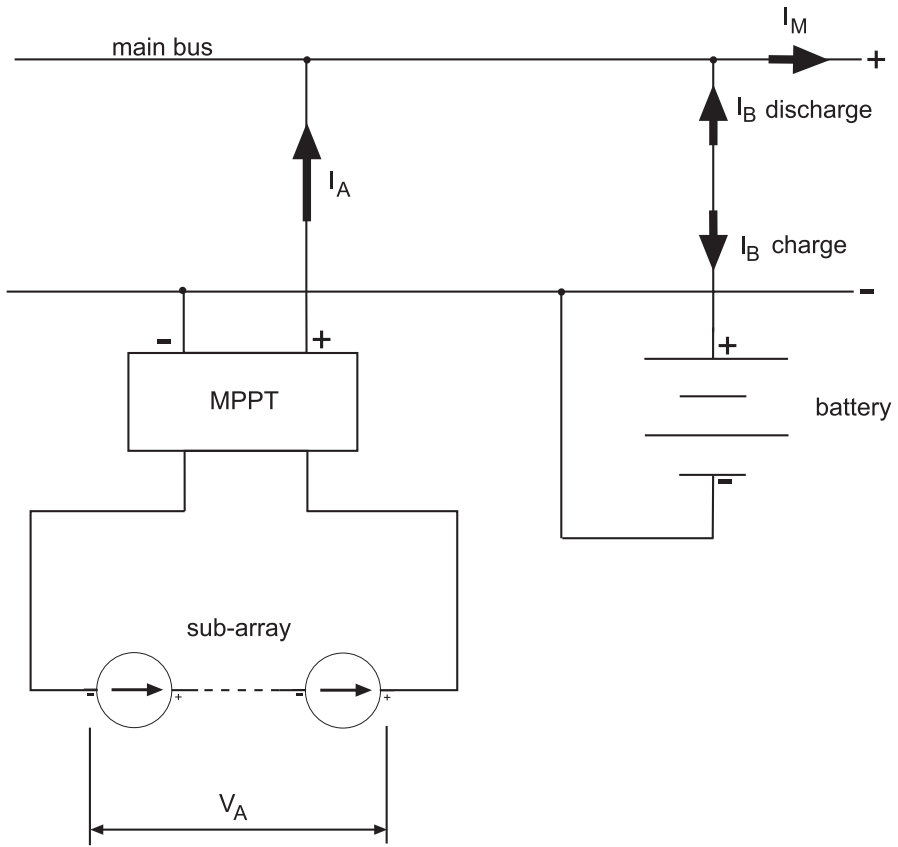 I_M
main bus
+
I_B discharge
I_A
I_B charge
-
- +
+
MPPT
battery
-
sub-array
- + - +
V_A